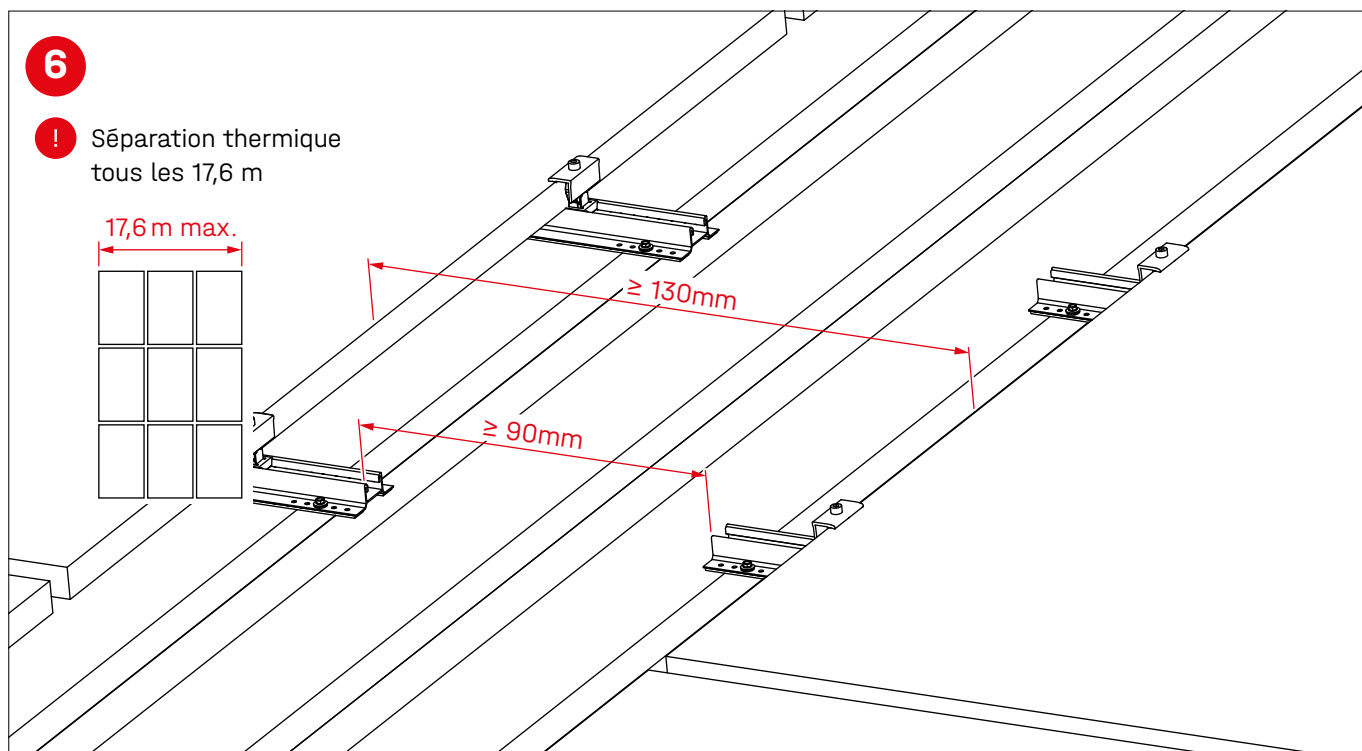 6
! Séparation thermique
tous les 17,6 m
17,6 m max.
≥ 130mm
≥ 90mm